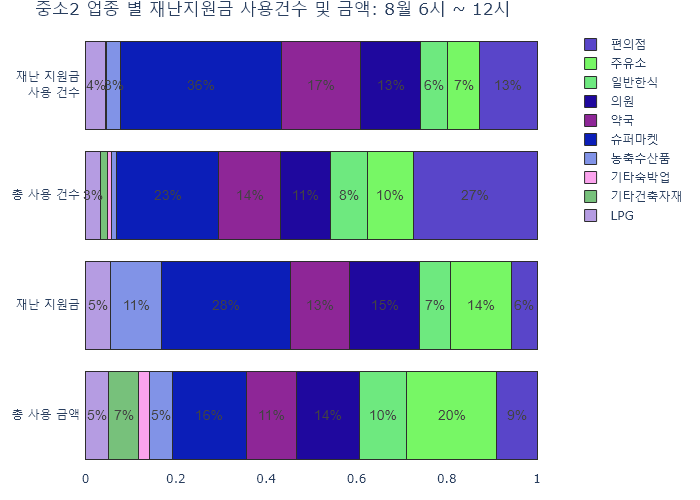 중소2 업종 별 재난지원금 사용건수 및 금액: 8월 6시 ~ 12시
재난 지원금
사용 건수
4% 3% 36% 17% 13% 6% 7% 13%
총 사용 건수
3% 23% 14% 11% 8% 10% 27%
재난 지원금
5% 11% 28% 13% 15% 7% 14% 6%
총 사용 금액
5% 7% 5% 16% 11% 14% 10% 20% 9%
0 0.2 0.4 0.6 0.8 1
편의점
주유소
일반한식
의원
약국
슈퍼마켓
농축수산품
기타숙박업
기타건축자재
LPG